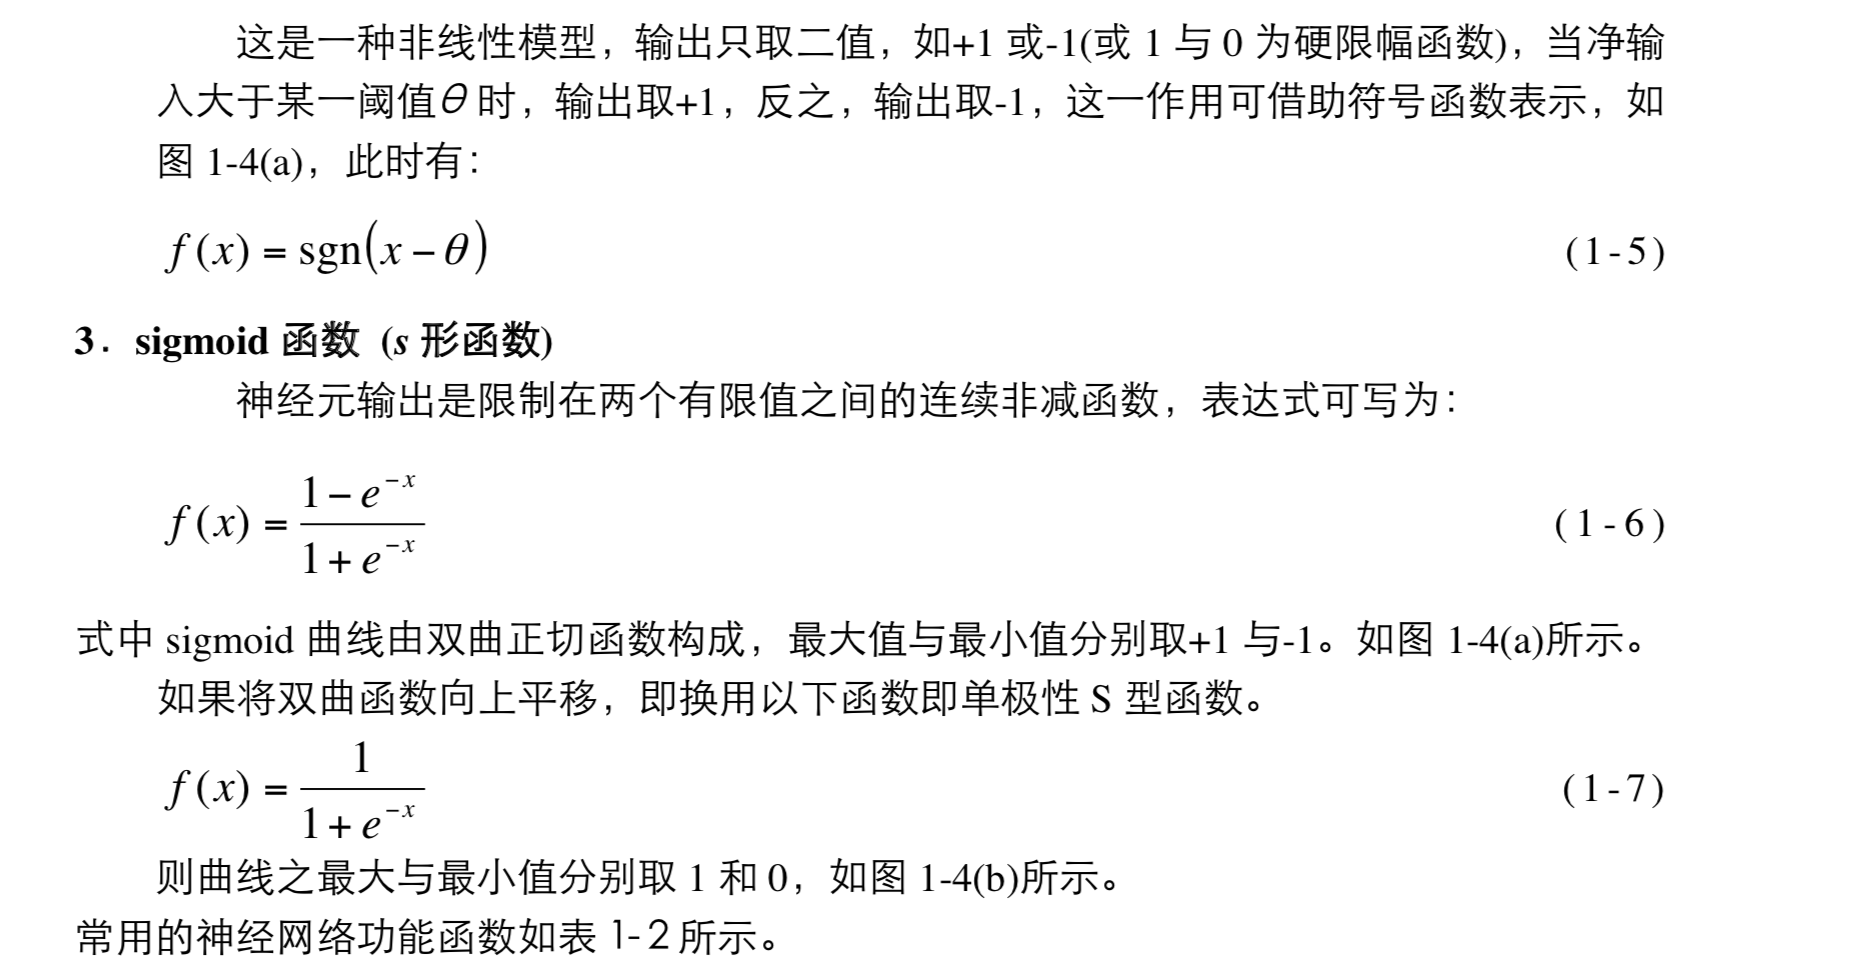 这是一种非线性模型，输出只取二值，如+1 或-1(或 1 与 0 为硬限幅函数)，当净输
入大于某一阈值θ 时，输出取+1，反之，输出取-1，这一作用可借助符号函数表示，如
图 1-4(a)，此时有：
f(x) = sgn(x − θ) (1-5)
3．sigmoid 函数 (s 形函数)
神经元输出是限制在两个有限值之间的连续非减函数，表达式可写为：
f(x) = \frac{1 − e^{−x}}{1 + e^{−x}} (1-6)
式中 sigmoid 曲线由双曲正切函数构成，最大值与最小值分别取+1 与-1。如图 1-4(a)所示。
如果将双曲函数向上平移，即换用以下函数即单极性 S 型函数。
f(x) = \frac{1}{1 + e^{−x}} (1-7)
则曲线之最大与最小值分别取 1 和 0，如图 1-4(b)所示。
常用的神经网络功能函数如表 1-2 所示。